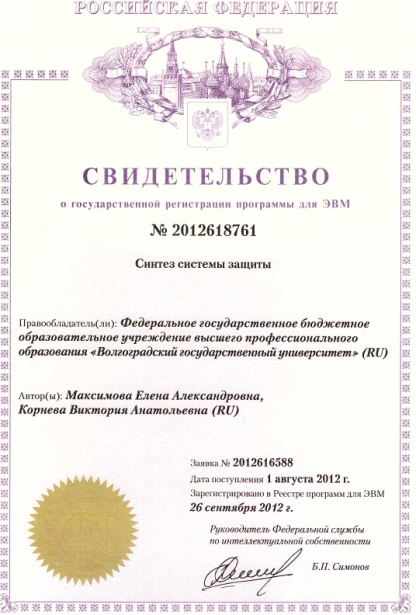 РОССИЙСКАЯ ФЕДЕРАЦИЯ
СВИДЕТЕЛЬСТВО
о государственной регистрации программы для ЭВМ
№ 2012618761
Синтез системы защиты
Правообладатель(ли): Федеральное государственное бюджетное
образовательное учреждение высшего профессионального
образования «Волгоградский государственный университет» (RU)
Автор(ы): Максимова Елена Александровна,
Корнева Виктория Анатольевна (RU)
Заявка № 2012616588
Дата поступления 1 августа 2012 г.
Зарегистрировано в Реестре программ для ЭВМ
26 сентября 2012 г.
Руководитель Федеральной службы
по интеллектуальной собственности
Б.П. Симонов